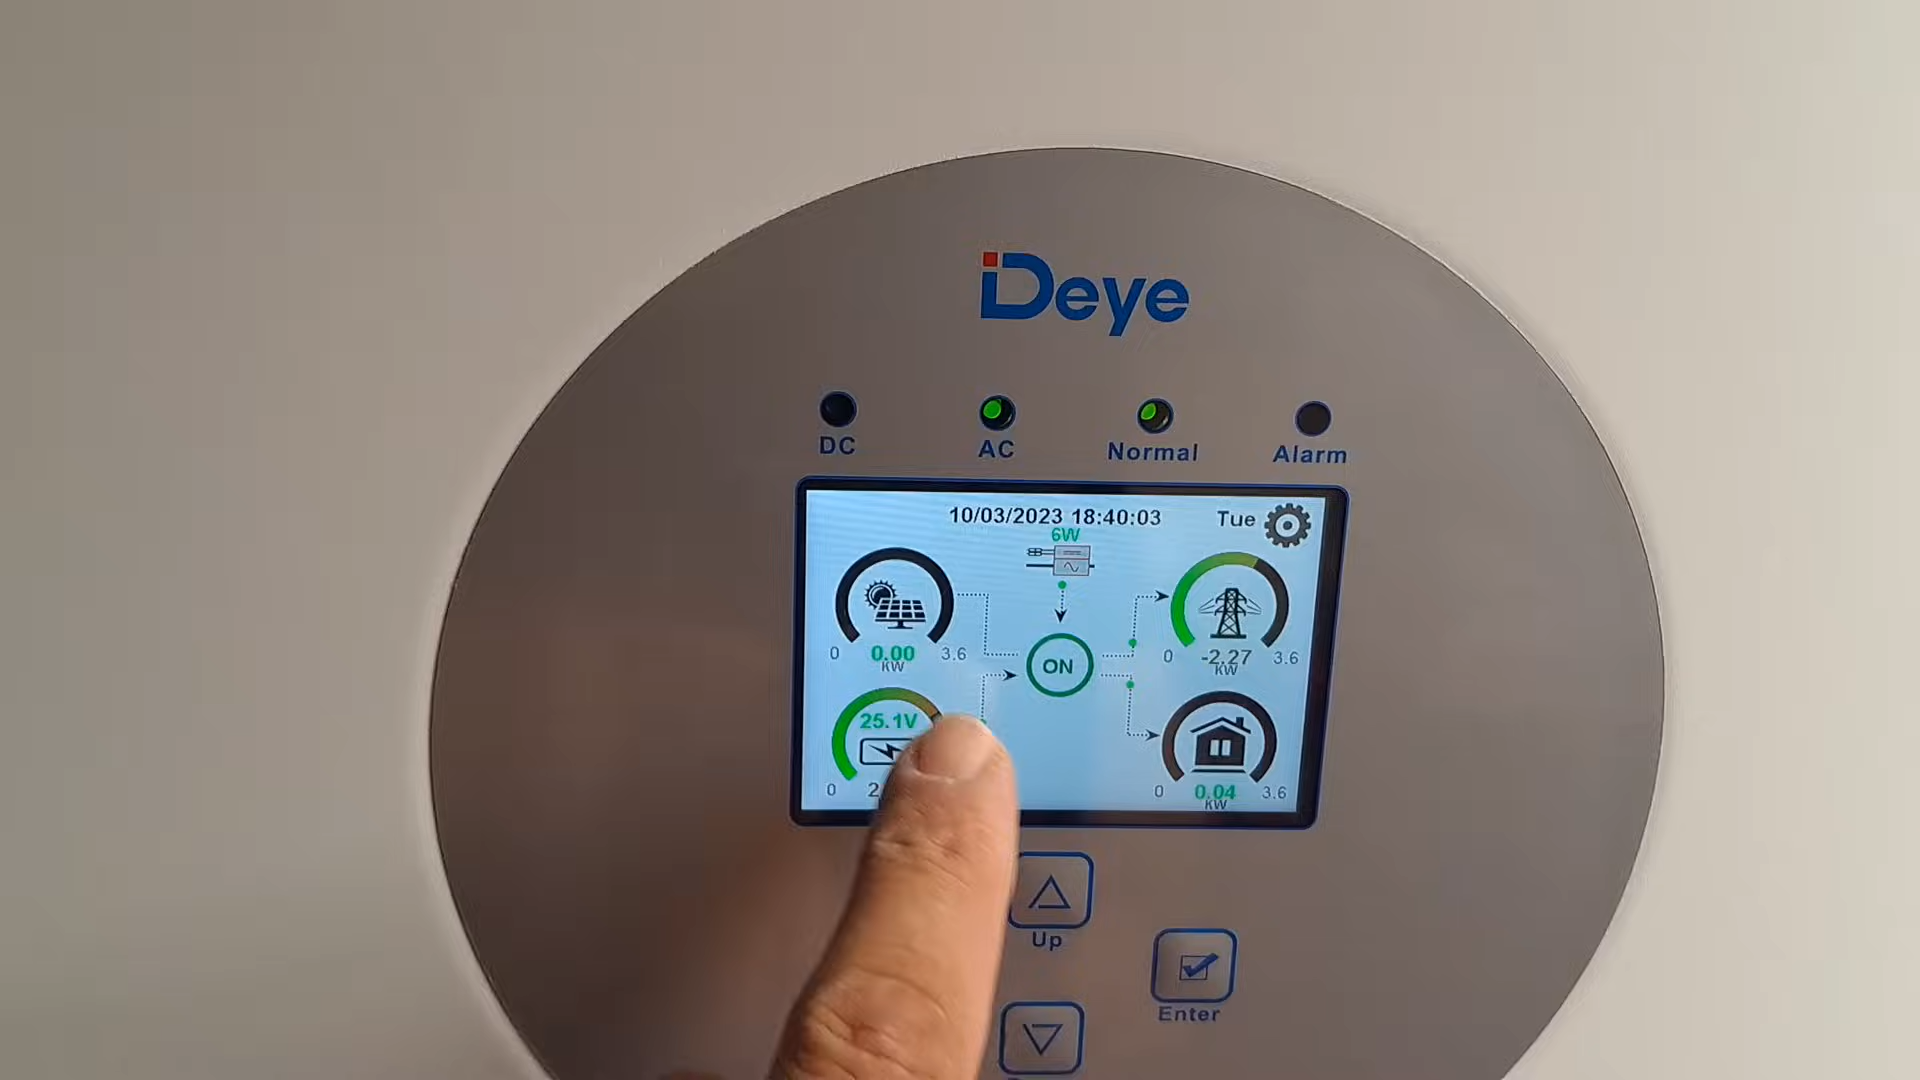 Deye
DC AC Normal Alarm
10/03/2023 18:40:03 Tue
6W
0 0.00 3.6
KW
ON
0 -2.27 3.6
KW
25.1V
0 2
0 0.04 3.6
KW
Up
Enter